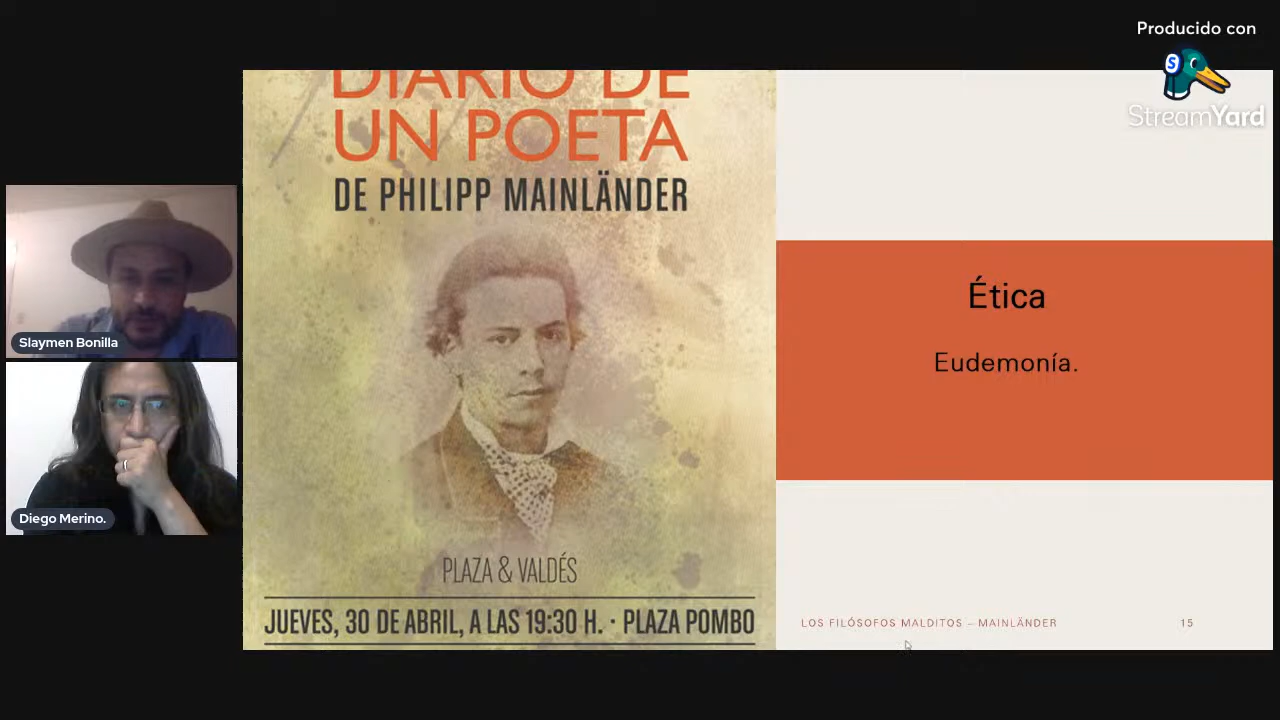 Producido con
StreamYard
DIARIO DE
UN POETA
DE PHILIPP MAINLÄNDER
PLAZA & VALDÉS
JUEVES, 30 DE ABRIL, A LAS 19:30 H. · PLAZA POMBO
Ética
Eudemonía.
LOS FILÓSOFOS MALDITOS – MAINLÄNDER
15
Slaymen Bonilla
Diego Merino.